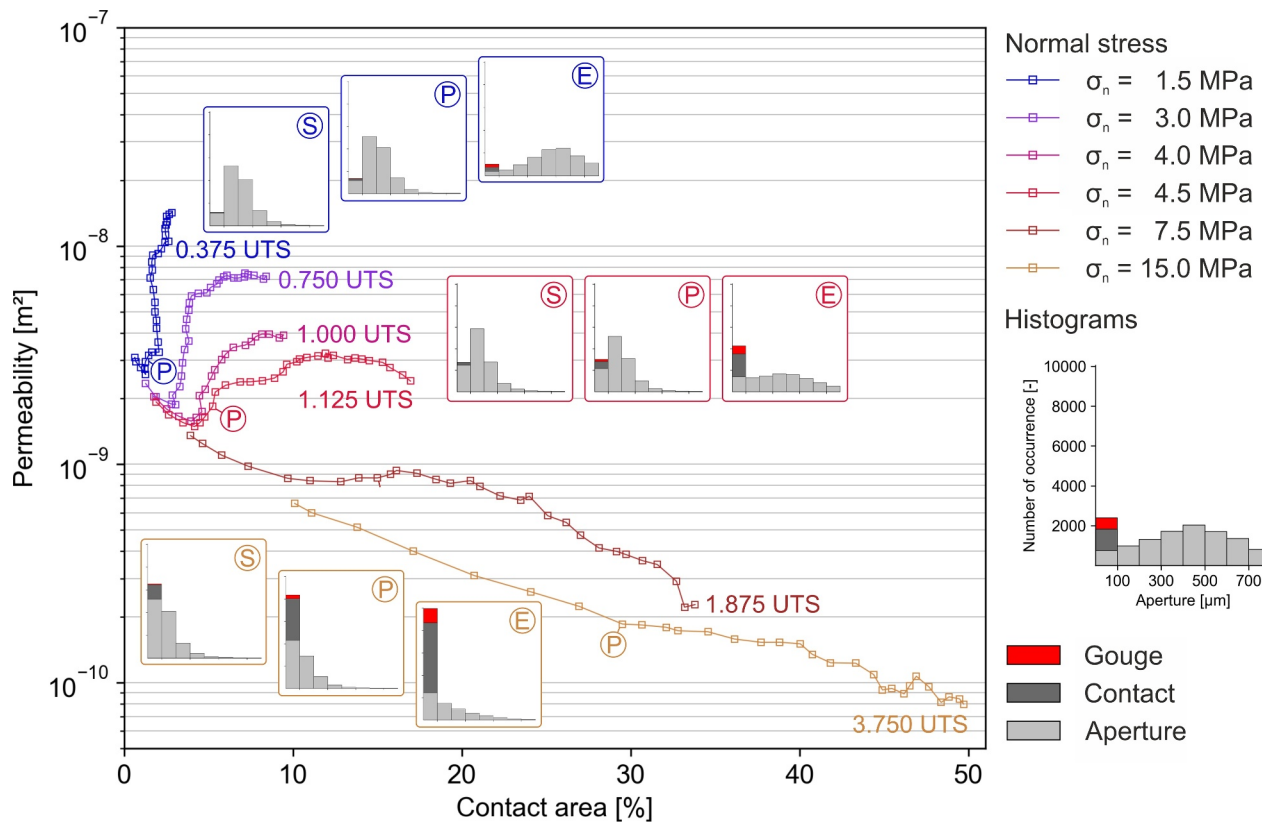 10⁻⁷
10⁻⁸
10⁻⁹
10⁻¹⁰
Permeability [m²]
0
10
20
30
40
50
Contact area [%]
S
P
E
0.375 UTS
P
0.750 UTS
1.000 UTS
1.125 UTS
P
S
P
E
S
P
E
1.875 UTS
P
3.750 UTS
Normal stress
σₙ = 1.5 MPa
σₙ = 3.0 MPa
σₙ = 4.0 MPa
σₙ = 4.5 MPa
σₙ = 7.5 MPa
σₙ = 15.0 MPa
Histograms
Number of occurrence [-]
10000
8000
6000
4000
2000
100 300 500 700
Aperture [µm]
Gouge
Contact
Aperture